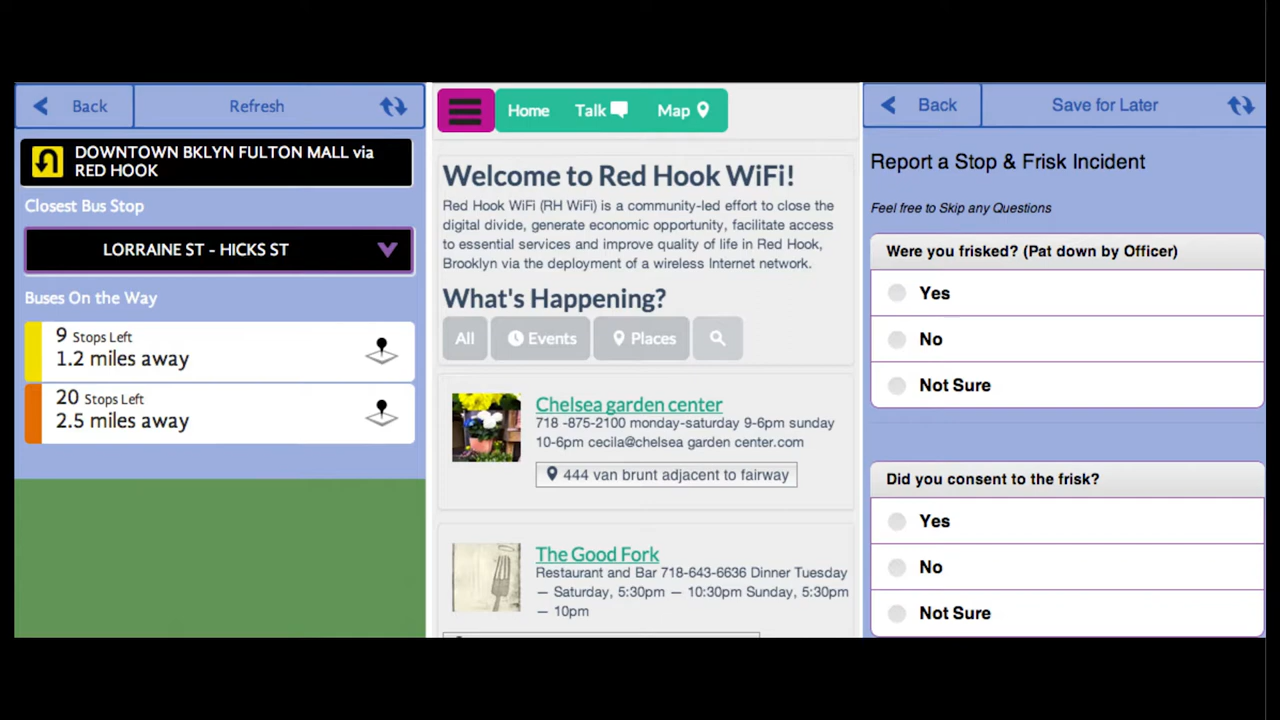 Back
Refresh
DOWNTOWN BKLYN FULTON MALL via
RED HOOK
Closest Bus Stop
LORRAINE ST - HICKS ST
Buses On the Way
9 Stops Left
1.2 miles away
20 Stops Left
2.5 miles away
Home
Talk
Map
Welcome to Red Hook WiFi!
Red Hook WiFi (RH WiFi) is a community-led effort to close the
digital divide, generate economic opportunity, facilitate access
to essential services and improve quality of life in Red Hook,
Brooklyn via the deployment of a wireless Internet network.
What's Happening?
All
Events
Places
Chelsea garden center
718 -875-2100 monday-saturday 9-6pm sunday
10-6pm cecila@chelsea garden center.com
444 van brunt adjacent to fairway
The Good Fork
Restaurant and Bar 718-643-6636 Dinner Tuesday
— Saturday, 5:30pm — 10:30pm Sunday, 5:30pm
— 10pm
Back
Save for Later
Report a Stop & Frisk Incident
Feel free to Skip any Questions
Were you frisked? (Pat down by Officer)
Yes
No
Not Sure
Did you consent to the frisk?
Yes
No
Not Sure